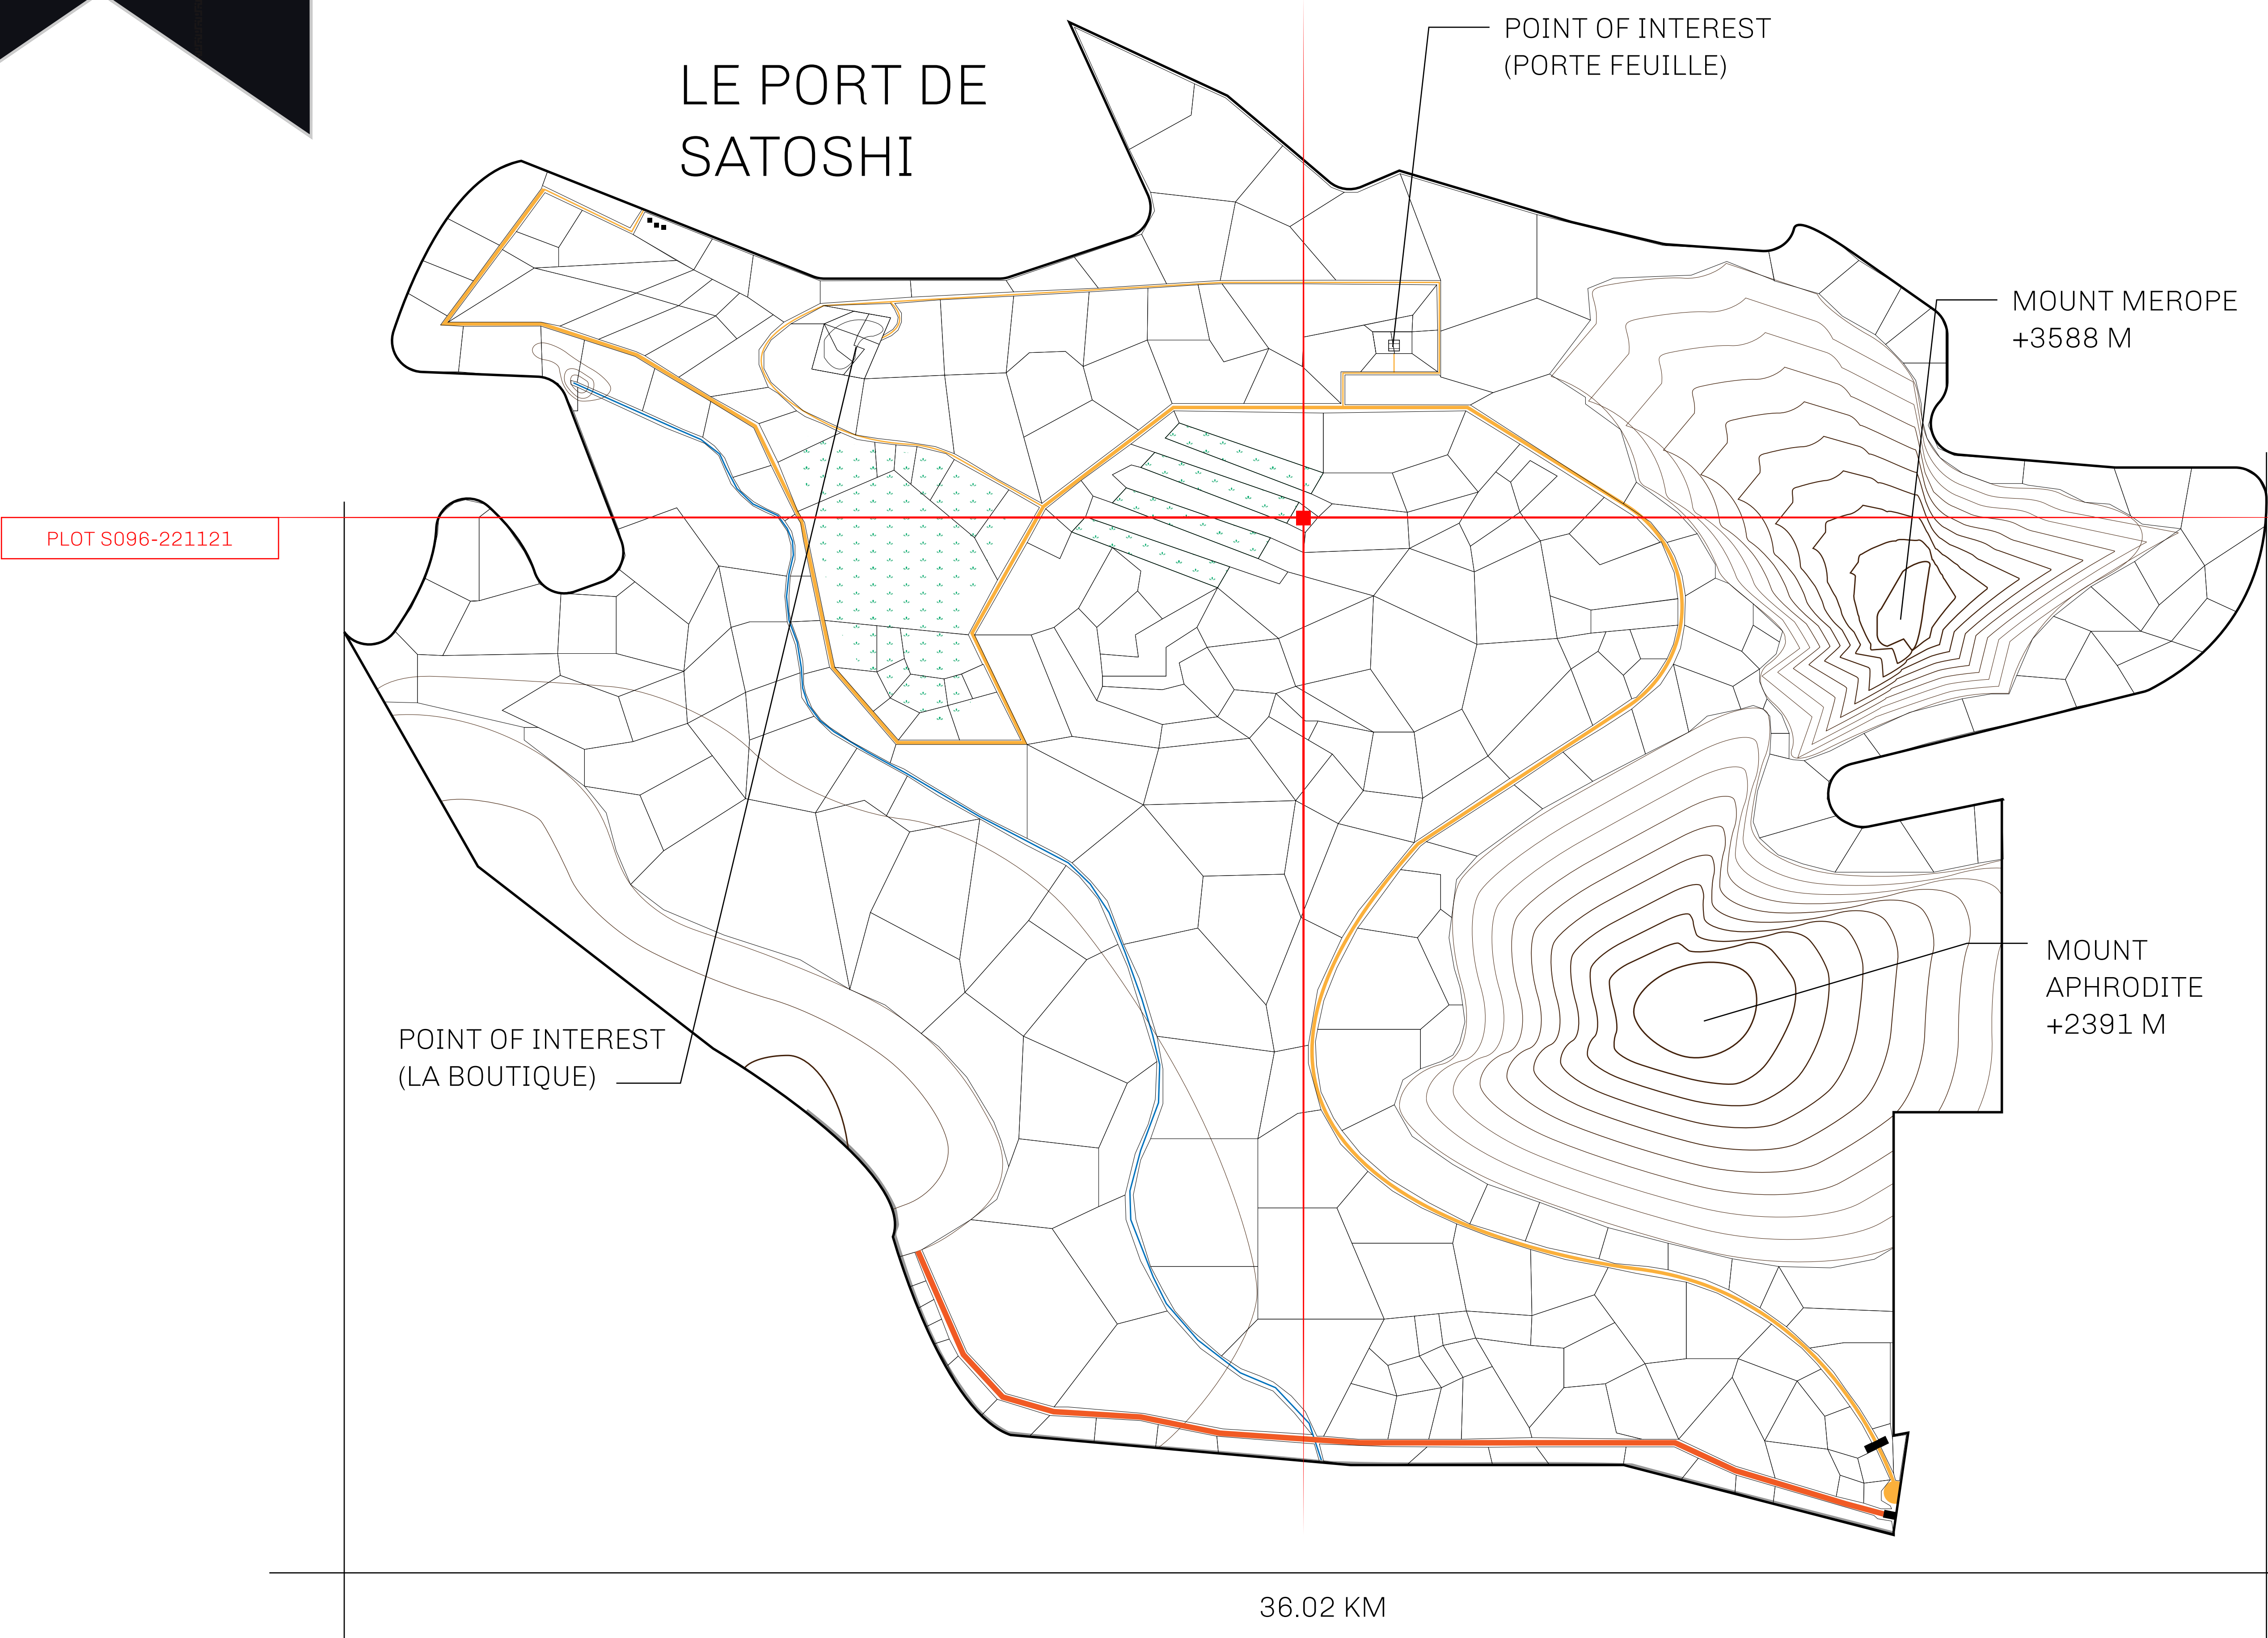 LE PORT DE
SATOSHI
POINT OF INTEREST
(PORTE FEUILLE)
MOUNT MEROPE
+3588 M
PLOT S096-221121
MOUNT
APHRODITE
+2391 M
POINT OF INTEREST
(LA BOUTIQUE)
36.02 KM